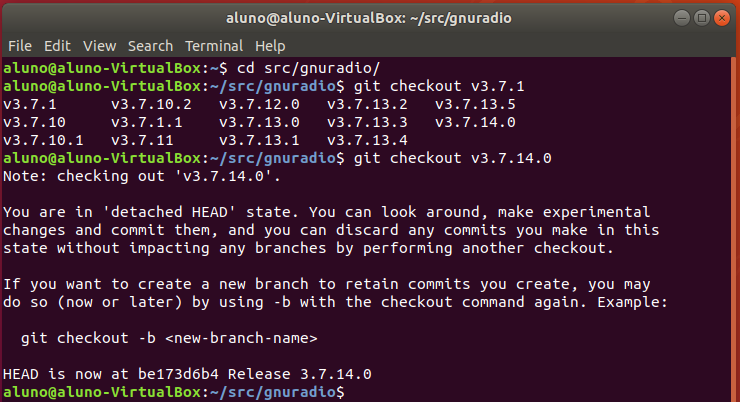 aluno@aluno-VirtualBox: ~/src/gnuradio
File Edit View Search Terminal Help
aluno@aluno-VirtualBox:~$ cd src/gnuradio/
aluno@aluno-VirtualBox:~/src/gnuradio$ git checkout v3.7.1
v3.7.1      v3.7.10.2   v3.7.12.0   v3.7.13.2   v3.7.13.5
v3.7.10     v3.7.1.1    v3.7.13.0   v3.7.13.3   v3.7.14.0
v3.7.10.1   v3.7.11     v3.7.13.1   v3.7.13.4
aluno@aluno-VirtualBox:~/src/gnuradio$ git checkout v3.7.14.0
Note: checking out 'v3.7.14.0'.
You are in 'detached HEAD' state. You can look around, make experimental
changes and commit them, and you can discard any commits you make in this
state without impacting any branches by performing another checkout.
If you want to create a new branch to retain commits you create, you may
do so (now or later) by using -b with the checkout command again. Example:
  git checkout -b <new-branch-name>
HEAD is now at be173d6b4 Release 3.7.14.0
aluno@aluno-VirtualBox:~/src/gnuradio$